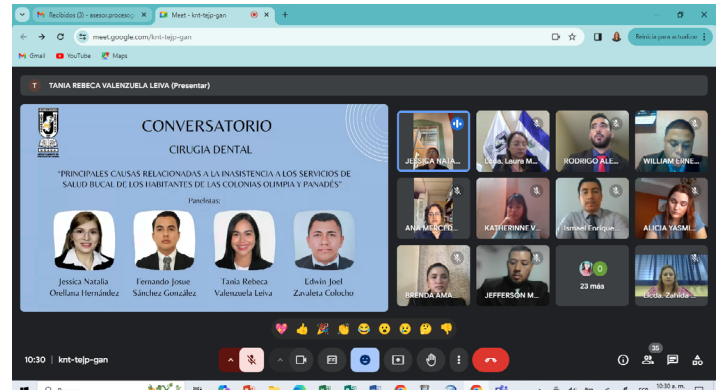 Recibidos (3) - asesor.proceso
Meet - knt-tejp-gan
meet.google.com/knt-tejp-gan
Reinicia para actualizar
Gmail
YouTube
Maps
T
TANIA REBECA VALENZUELA LEIVA (Presentar)
CONVERSATORIO
CIRUGIA DENTAL
"PRINCIPALES CAUSAS RELACIONADAS A LA INASISTENCIA A LOS SERVICIOS DE
SALUD BUCAL DE LOS HABITANTES DE LAS COLONIAS OLIMPIA Y PANADÉS"
Panelistas:
Jessica Natalia
Orellana Hernández
Fernando Josue
Sánchez González
Tania Rebeca
Valenzuela Leiva
Edwin Joel
Zavaleta Colocho
JESSICA NATA...
Lcda. Laura M...
RODRIGO ALE...
WILLIAM ERNE...
ANA MERCED...
KATHERINNE V...
Ismael Enrique...
ALICIA YASMI...
BRENDA AMA...
JEFFERSON M...
23 más
Licda. Zahida
10:30 | knt-tejp-gan
35
10:30 a. m.